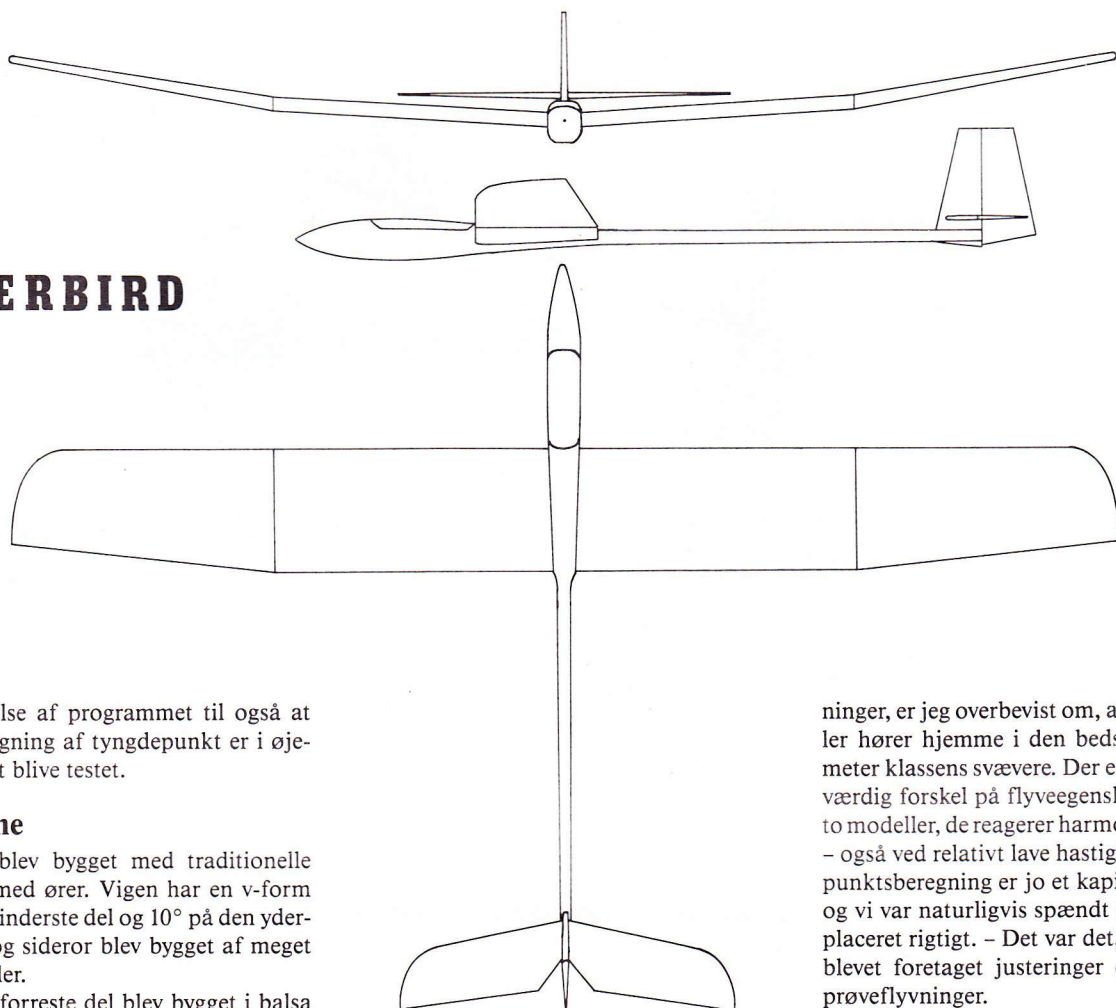 ERBIRD
lse af programmet til også at
gning af tyngdepunkt er i øje-
t blive testet.
ne
blev bygget med traditionelle
med ører. Vigen har en v-form
inderste del og 10° på den yder-
og sideror blev bygget af meget
ler.
forreste del blev bygget i balsa
ninger, er jeg overbevist om, a
ler hører hjemme i den beds
meter klassens svævere. Der e
værdig forskel på flyveegensl
to modeller, de reagerer harmo
– også ved relativt lave hastig
punktsberegning er jo et kapi
og vi var naturligvis spændt
placeret rigtigt. – Det var det,
blevet foretaget justeringer
prøveflyvninger.